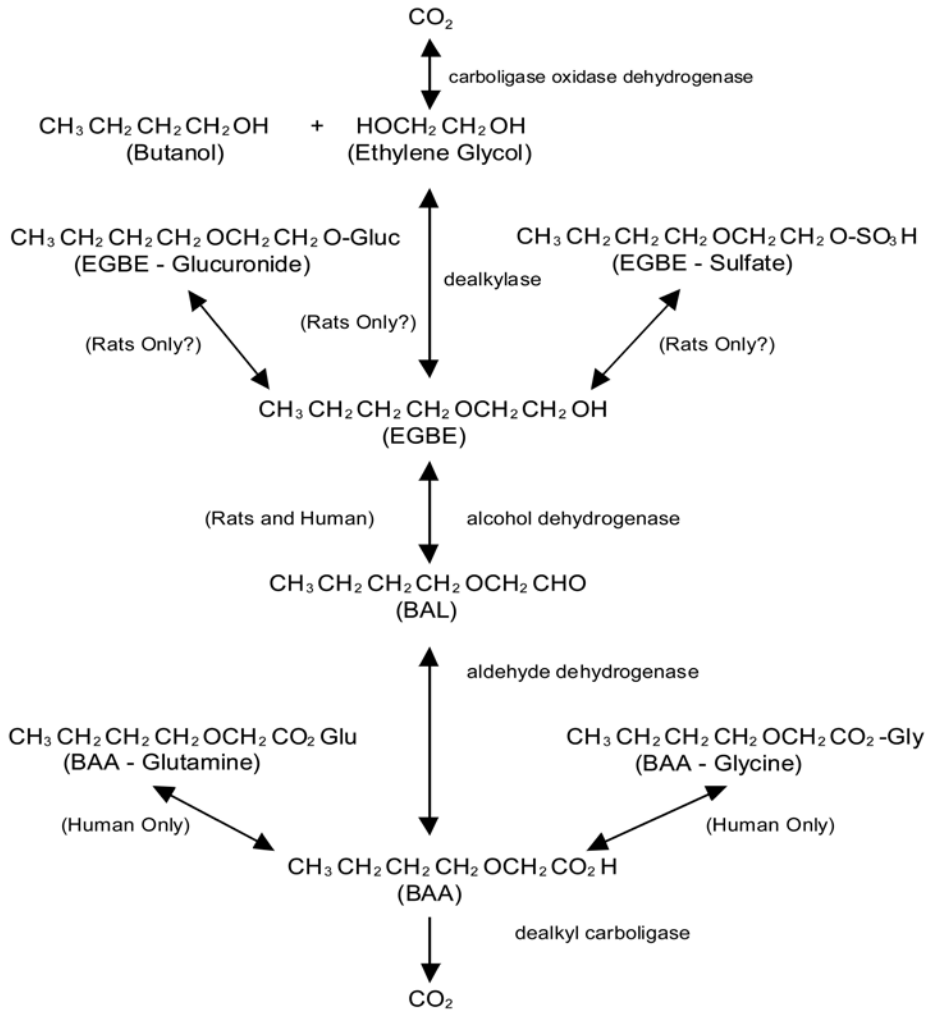 CO₂
carboligase oxidase dehydrogenase
CH₃ CH₂ CH₂ CH₂ OH + HOCH₂ CH₂ OH
(Butanol) (Ethylene Glycol)
CH₃ CH₂ CH₂ CH₂ OCH₂ CH₂ O-Gluc
(EGBE - Glucuronide)
CH₃ CH₂ CH₂ CH₂ OCH₂ CH₂ O-SO₃ H
(EGBE - Sulfate)
dealkylase
(Rats Only?)
(Rats Only?)
(Rats Only?)
CH₃ CH₂ CH₂ CH₂ OCH₂ CH₂ OH
(EGBE)
(Rats and Human)
alcohol dehydrogenase
CH₃ CH₂ CH₂ CH₂ OCH₂ CHO
(BAL)
aldehyde dehydrogenase
CH₃ CH₂ CH₂ CH₂ OCH₂ CO₂ Glu
(BAA - Glutamine)
CH₃ CH₂ CH₂ CH₂ OCH₂ CO₂ -Gly
(BAA - Glycine)
(Human Only)
(Human Only)
CH₃ CH₂ CH₂ CH₂ OCH₂ CO₂ H
(BAA)
dealkyl carboligase
CO₂